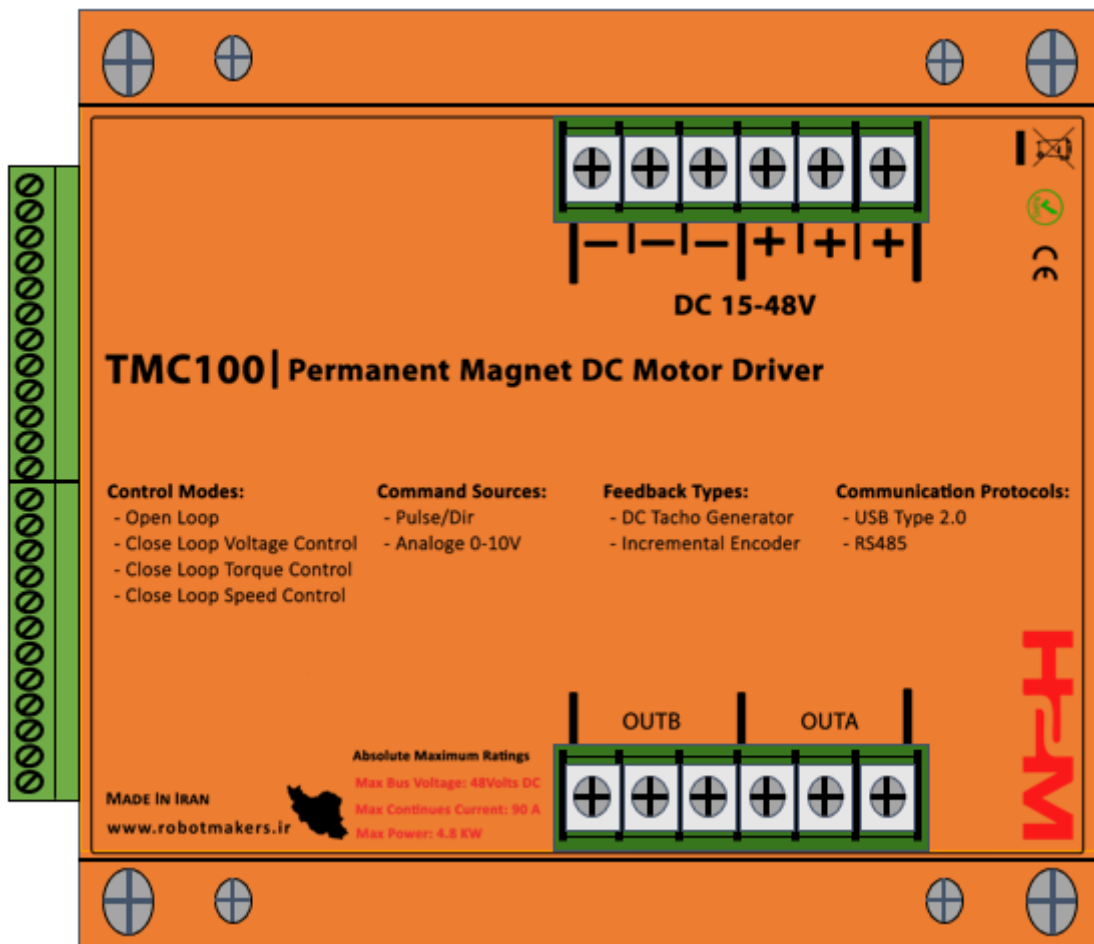 − − − + + +
DC 15-48V
CE
TMC100 | Permanent Magnet DC Motor Driver
Control Modes:
- Open Loop
- Close Loop Voltage Control
- Close Loop Torque Control
- Close Loop Speed Control
Command Sources:
- Pulse/Dir
- Analoge 0-10V
Feedback Types:
- DC Tacho Generator
- Incremental Encoder
Communication Protocols:
- USB Type 2.0
- RS485
OUTB OUTA
Absolute Maximum Ratings
Max Bus Voltage: 48Volts DC
Max Continues Current: 90 A
Max Power: 4.8 KW
MADE IN IRAN
www.robotmakers.ir